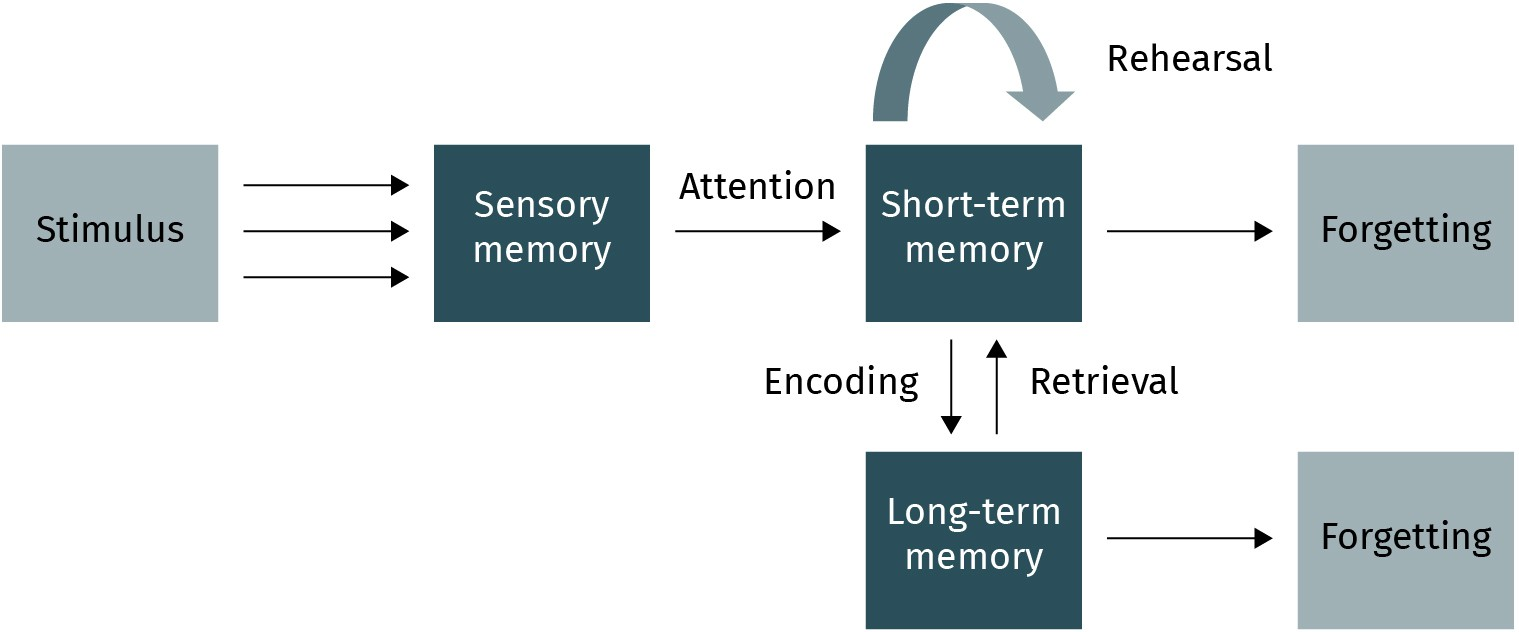 Rehearsal
Stimulus
Sensory
memory
Attention
Short-term
memory
Forgetting
Encoding
Retrieval
Long-term
memory
Forgetting